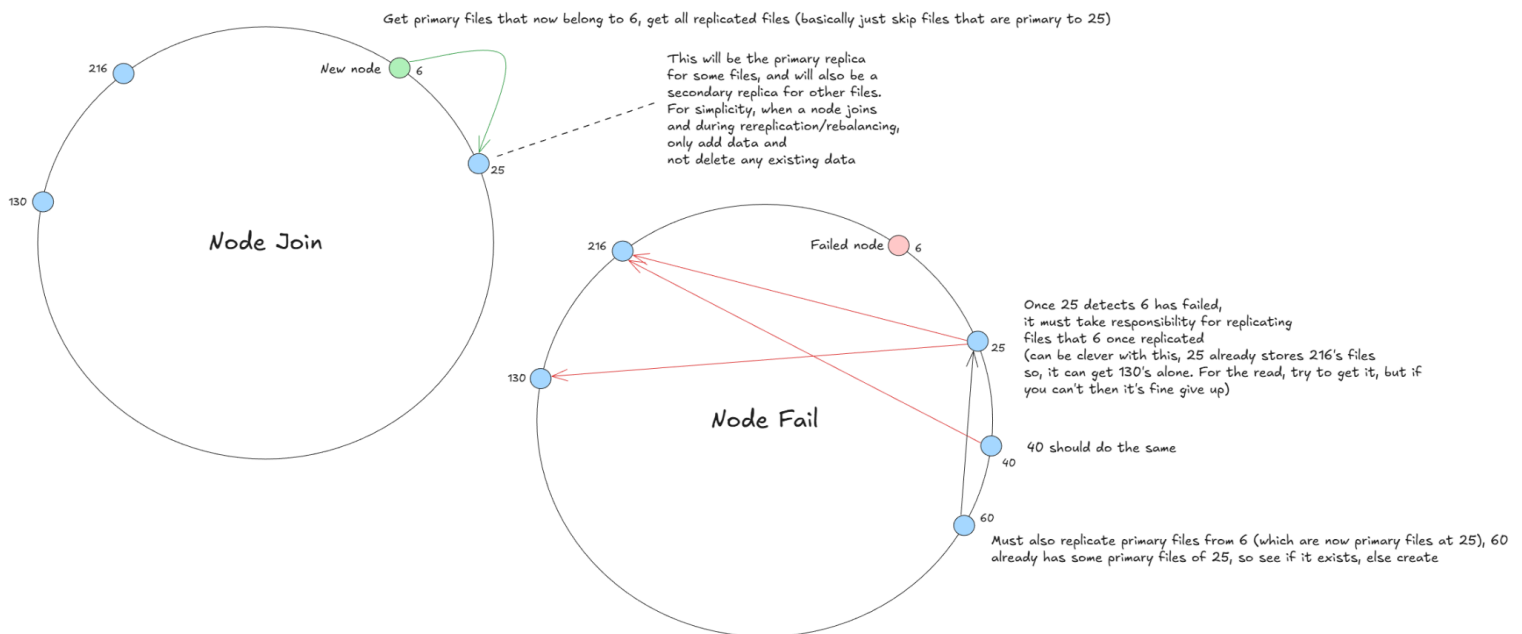 Get primary files that now belong to 6, get all replicated files (basically just skip files that are primary to 25)
216
New node
6
This will be the primary replica
for some files, and will also be a
secondary replica for other files.
For simplicity, when a node joins
and during rereplication/rebalancing,
only add data and
not delete any existing data
25
130
Node Join
216
Failed node
6
Once 25 detects 6 has failed,
it must take responsibility for replicating
files that 6 once replicated
(can be clever with this, 25 already stores 216's files
so, it can get 130's alone. For the read, try to get it, but if
you can't then it's fine give up)
25
130
Node Fail
40 should do the same
40
60
Must also replicate primary files from 6 (which are now primary files at 25), 60
already has some primary files of 25, so see if it exists, else create